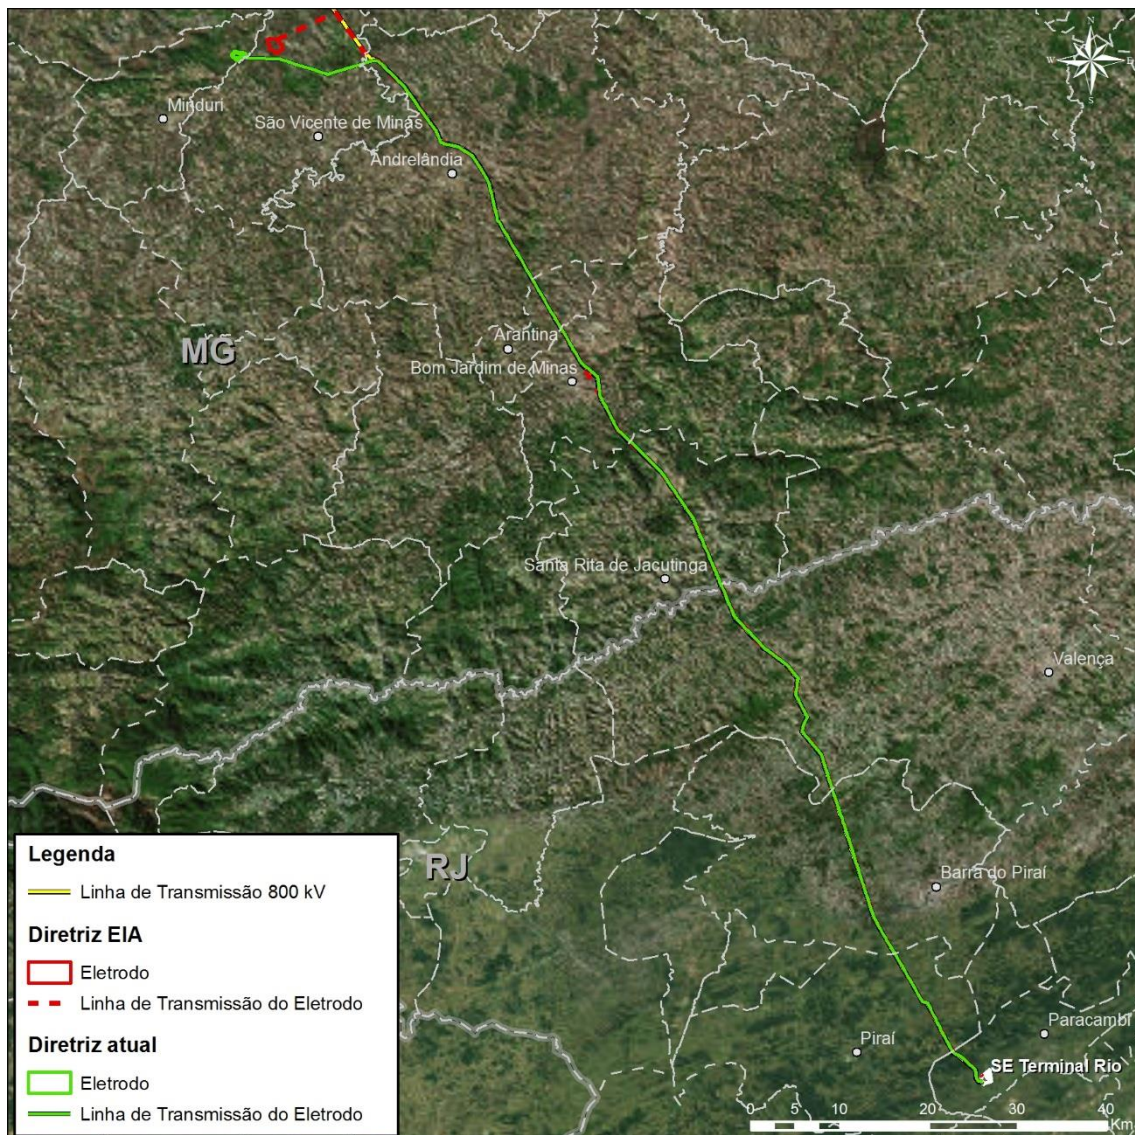 N
W E
S
Minduri
São Vicente de Minas
Andrelândia
MG
Arantina
Bom Jardim de Minas
Santa Rita de Jacutinga
Valença
Legenda
Linha de Transmissão 800 kV
Diretriz EIA
Eletrodo
Linha de Transmissão do Eletrodo
Diretriz atual
Eletrodo
Linha de Transmissão do Eletrodo
RJ
Barra do Piraí
Paracambi
Piraí
SE Terminal Rio
0 5 10 20 30 40
Km